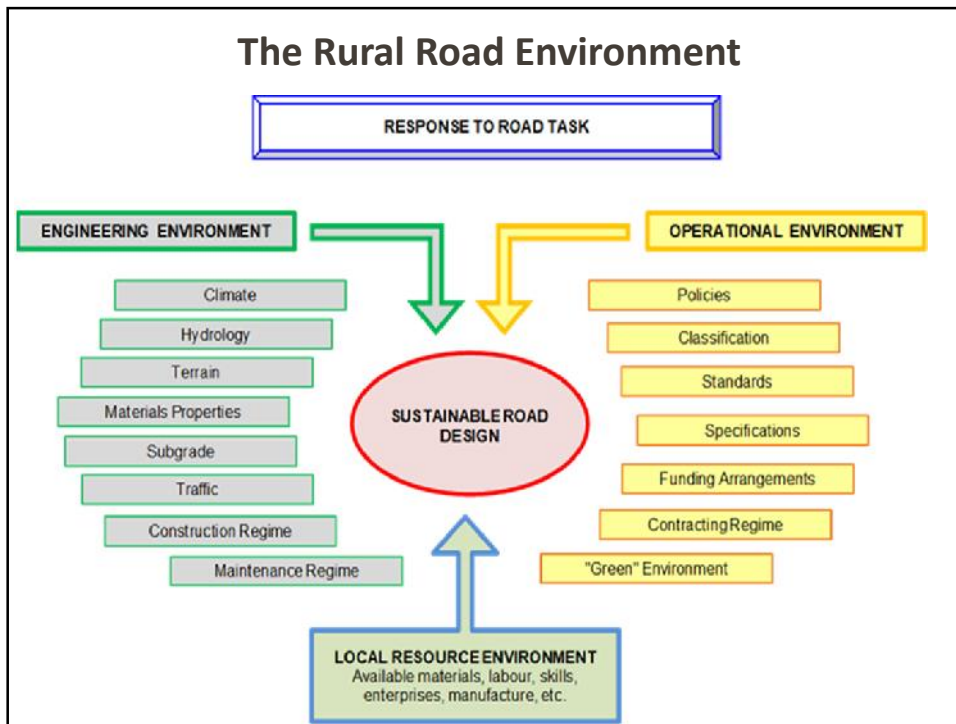 The Rural Road Environment
RESPONSE TO ROAD TASK
ENGINEERING ENVIRONMENT
Climate
Hydrology
Terrain
Materials Properties
Subgrade
Traffic
Construction Regime
Maintenance Regime
OPERATIONAL ENVIRONMENT
Policies
Classification
Standards
Specifications
Funding Arrangements
Contracting Regime
"Green" Environment
SUSTAINABLE ROAD
DESIGN
LOCAL RESOURCE ENVIRONMENT
Available materials, labour, skills,
enterprises, manufacture, etc.